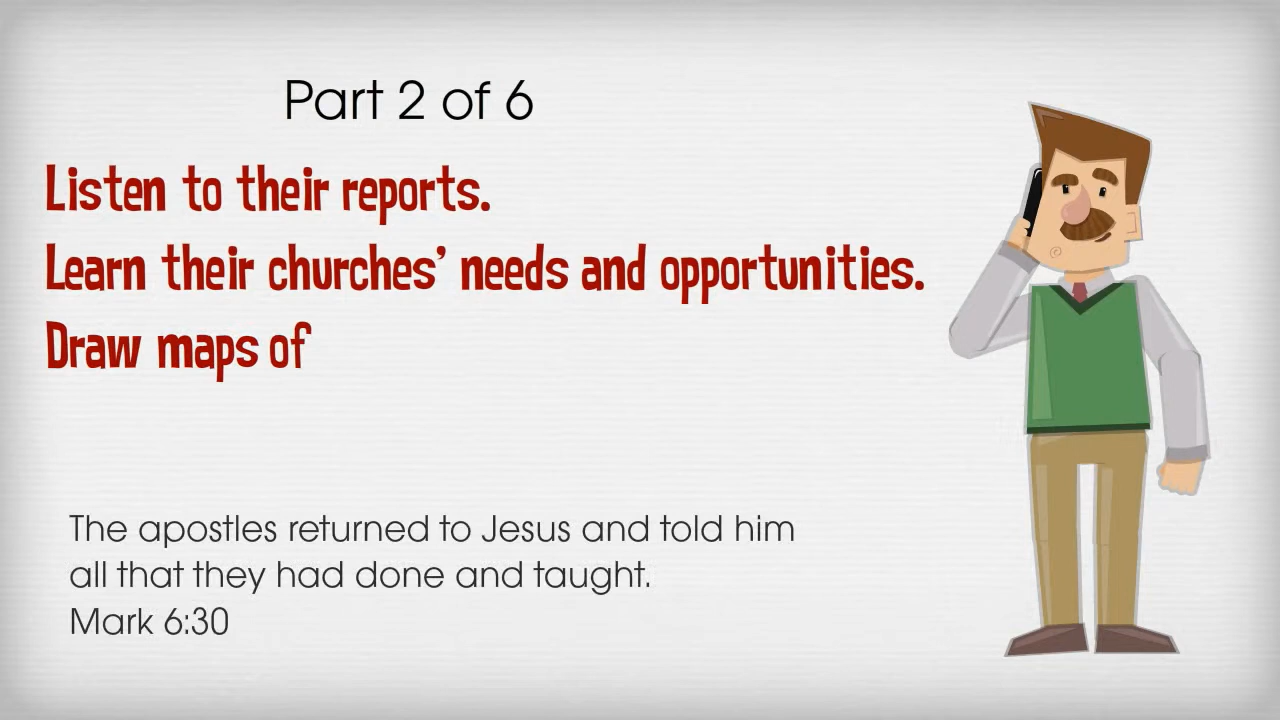 Part 2 of 6
Listen to their reports.
Learn their churches’ needs and opportunities.
Draw maps of
The apostles returned to Jesus and told him
all that they had done and taught.
Mark 6:30